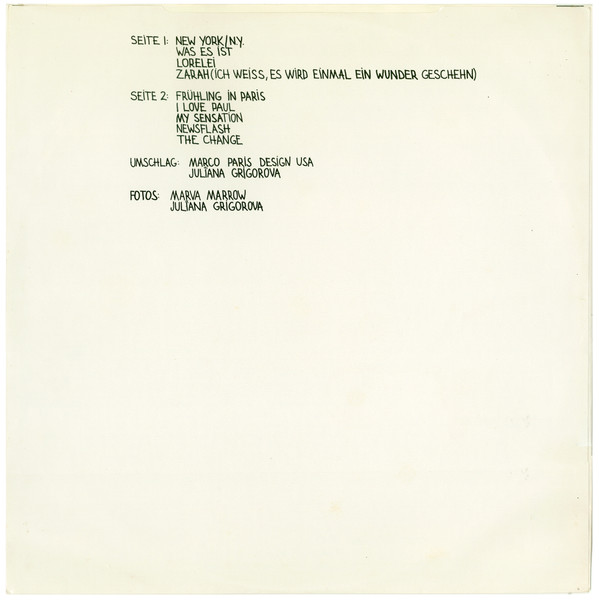 SEITE 1: NEW YORK/NY.
WAS ES IST
LORELEI
ZARAH (ICH WEISS, ES WIRD EINMAL EIN WUNDER GESCHEHN)
SEITE 2: FRÜHLING IN PARIS
I LOVE PAUL
MY SENSATION
NEWSFLASH
THE CHANGE
UMSCHLAG: MARCO PARIS DESIGN USA
JULIANA GRIGOROVA
FOTOS: MARVA MARROW
JULIANA GRIGOROVA